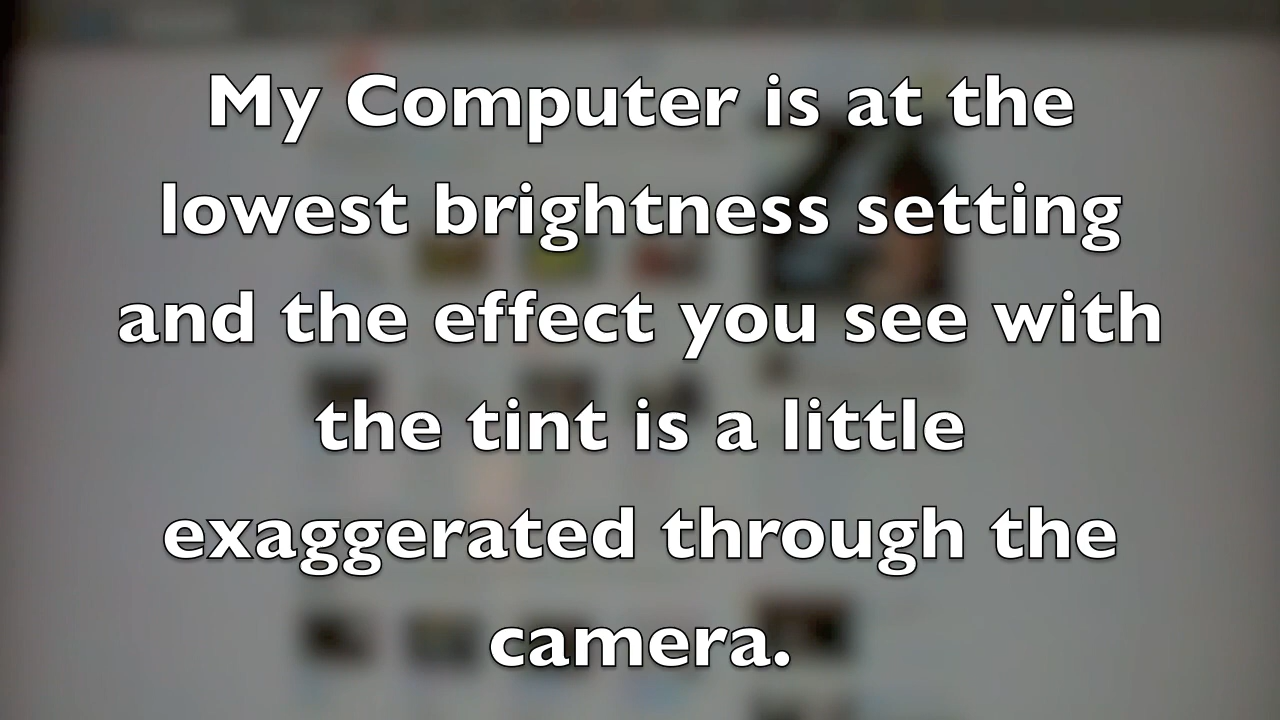 My Computer is at the
lowest brightness setting
and the effect you see with
the tint is a little
exaggerated through the
camera.